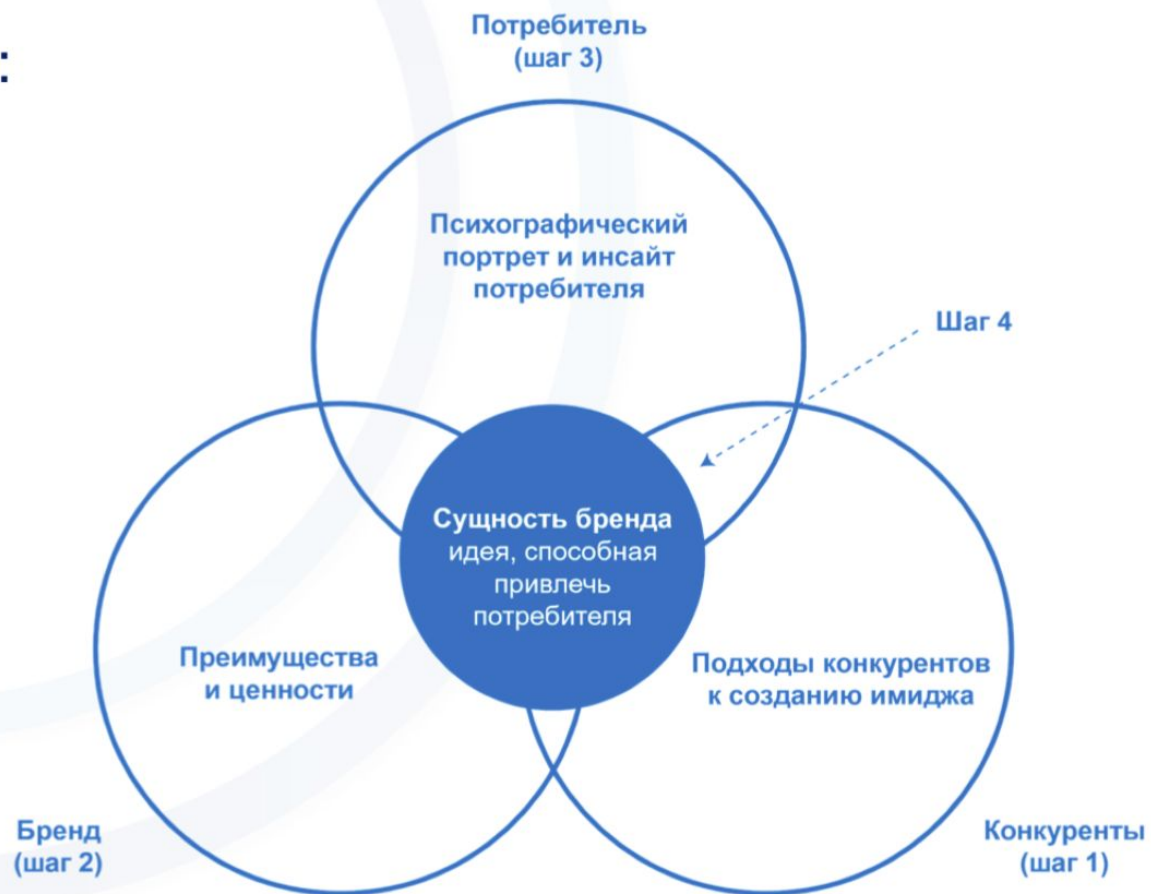 :
Потребитель
(шаг 3)
Психографический
портрет и инсайт
потребителя
Шаг 4
Сущность бренда
идея, способная
привлечь
потребителя
Преимущества
и ценности
Подходы конкурентов
к созданию имиджа
Бренд
(шаг 2)
Конкуренты
(шаг 1)